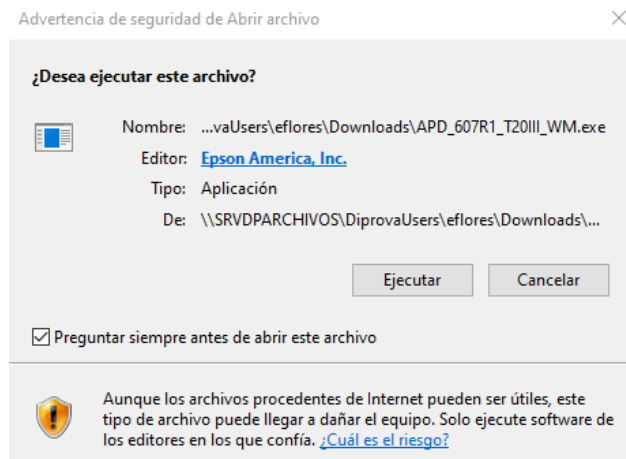 Advertencia de seguridad de Abrir archivo
¿Desea ejecutar este archivo?
Nombre: ...vaUsers\eflores\Downloads\APD_607R1_T20III_WM.exe
Editor: Epson America, Inc.
Tipo: Aplicación
De: \\SRVDPARCHIVOS\DiprovaUsers\eflores\Downloads\...
Ejecutar Cancelar
Preguntar siempre antes de abrir este archivo
Aunque los archivos procedentes de Internet pueden ser útiles, este
tipo de archivo puede llegar a dañar el equipo. Solo ejecute software de
los editores en los que confía. ¿Cuál es el riesgo?